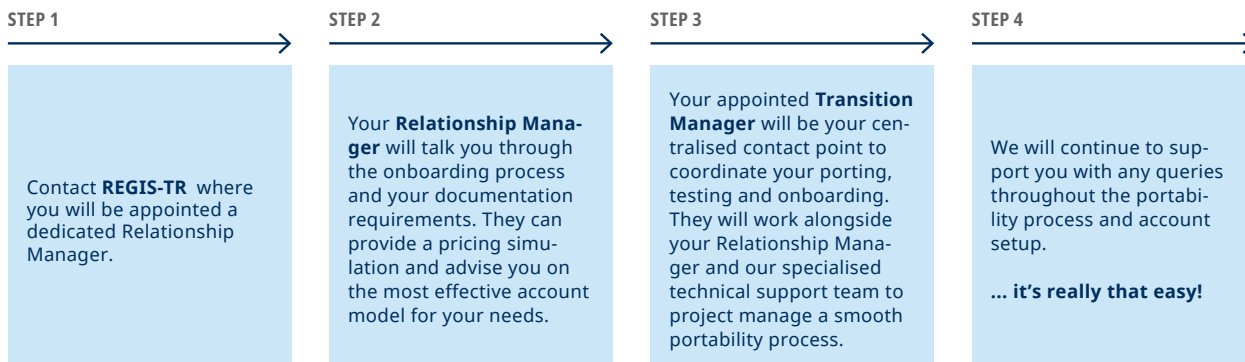 STEP 1
Contact REGIS-TR where
you will be appointed a
dedicated Relationship
Manager.
STEP 2
Your Relationship Mana-
ger will talk you through
the onboarding process
and your documentation
requirements. They can
provide a pricing simu-
lation and advise you on
the most effective account
model for your needs.
STEP 3
Your appointed Transition
Manager will be your cen-
tralised contact point to
coordinate your porting,
testing and onboarding.
They will work alongside
your Relationship Mana-
ger and our specialised
technical support team to
project manage a smooth
portability process.
STEP 4
We will continue to sup-
port you with any queries
throughout the portabi-
lity process and account
setup.
... it’s really that easy!